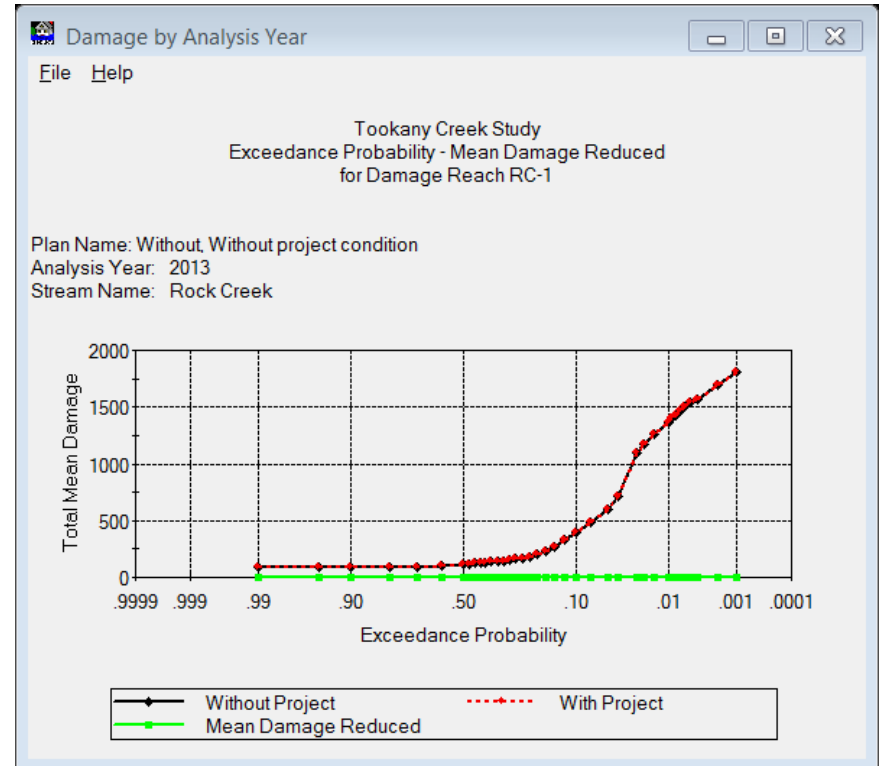 Damage by Analysis Year
File Help
Tookany Creek Study
Exceedance Probability - Mean Damage Reduced
for Damage Reach RC-1
Plan Name: Without, Without project condition
Analysis Year: 2013
Stream Name: Rock Creek
Total Mean Damage
2000
1500
1000
500
0
.9999 .999 .99 .90 .50 .10 .01 .001 .0001
Exceedance Probability
Without Project With Project
Mean Damage Reduced